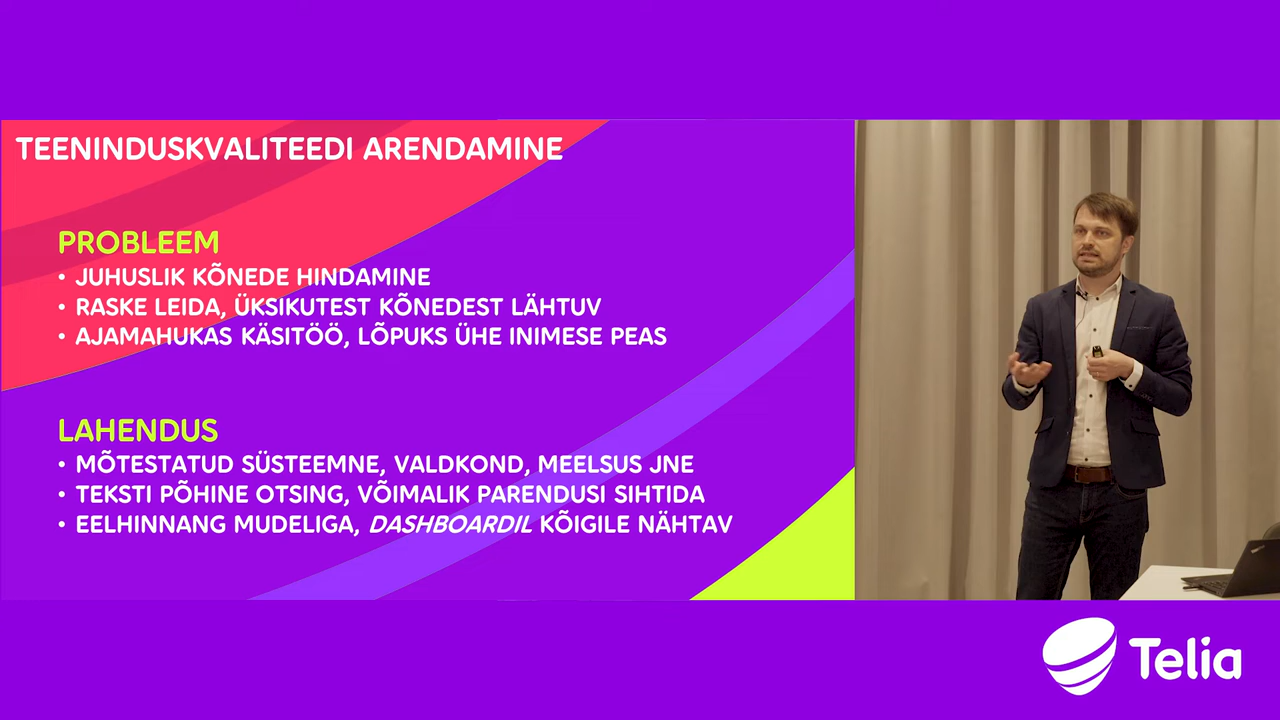 TEENINDUSKVALITEEDI ARENDAMINE
PROBLEEM
• JUHUSLIK KÕNEDE HINDAMINE
• RASKE LEIDA, ÜKSIKUTEST KÕNEDEST LÄHTUV
• AJAMAHUKAS KÄSITÖÖ, LÕPUKS ÜHE INIMESE PEAS
LAHENDUS
• MÕTESTATUD SÜSTEEMNE, VALDKOND, MEELSUS JNE
• TEKSTI PÕHINE OTSING, VÕIMALIK PARENDUSI SIHTIDA
• EELHINNANG MUDELIGA, DASHBOARDIL KÕIGILE NÄHTAV
Telia